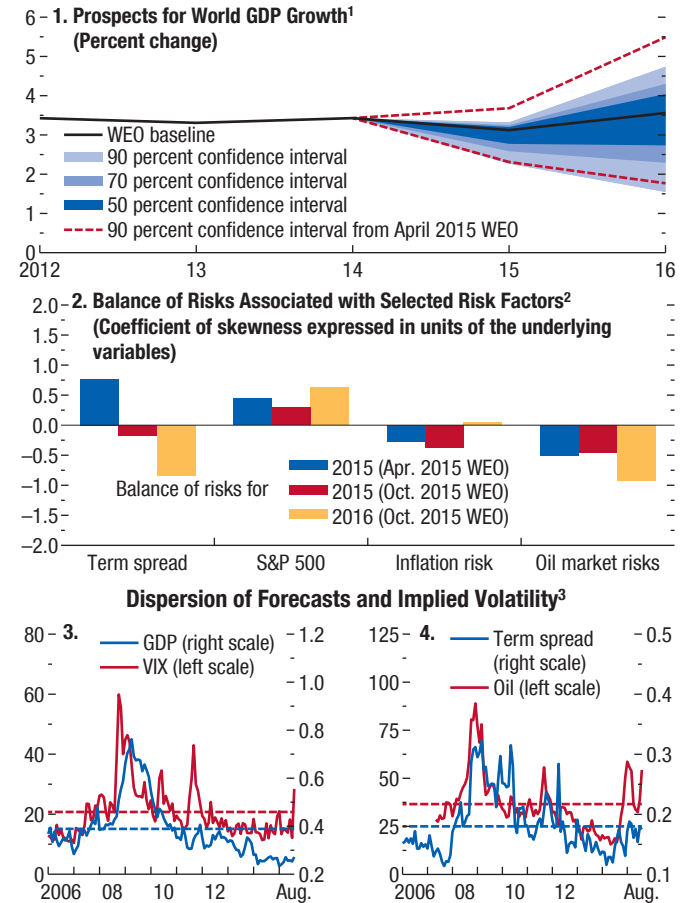 1. Prospects for World GDP Growth¹
(Percent change)
6
5
4
3
2
1
0
WEO baseline
90 percent confidence interval
70 percent confidence interval
50 percent confidence interval
90 percent confidence interval from April 2015 WEO
2012 13 14 15 16
2. Balance of Risks Associated with Selected Risk Factors²
(Coefficient of skewness expressed in units of the underlying
variables)
2.0
1.5
1.0
0.5
0.0
–0.5
–1.0
–1.5
–2.0
Balance of risks for
2015 (Apr. 2015 WEO)
2015 (Oct. 2015 WEO)
2016 (Oct. 2015 WEO)
Term spread S&P 500 Inflation risk Oil market risks
Dispersion of Forecasts and Implied Volatility³
3.
GDP (right scale)
VIX (left scale)
80
60
40
20
0
1.2
1.0
0.8
0.6
0.4
0.2
2006 08 10 12 Aug.
4.
Term spread
(right scale)
Oil (left scale)
125
100
75
50
25
0
0.5
0.4
0.3
0.2
0.1
2006 08 10 12 Aug.